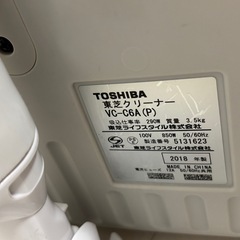 TOSHIBA
東芝クリーナー
VC-C6A(P)
吸込仕事率 290W 質量 3.5kg
東芝ライフスタイル株式会社
100V 850W 50/60Hz
製造番号 5131623
東芝ライフスタイル株式会社
2018 年製
MADE IN CHINA